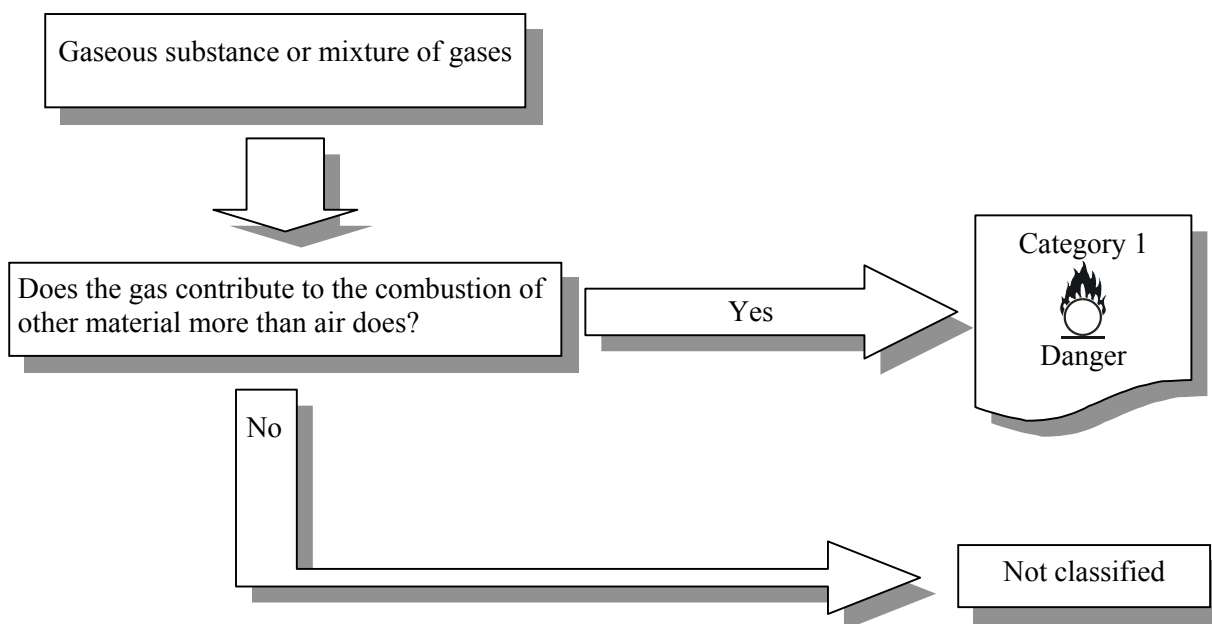 Gaseous substance or mixture of gases
Does the gas contribute to the combustion of
other material more than air does?
Yes
Category 1
Danger
No
Not classified